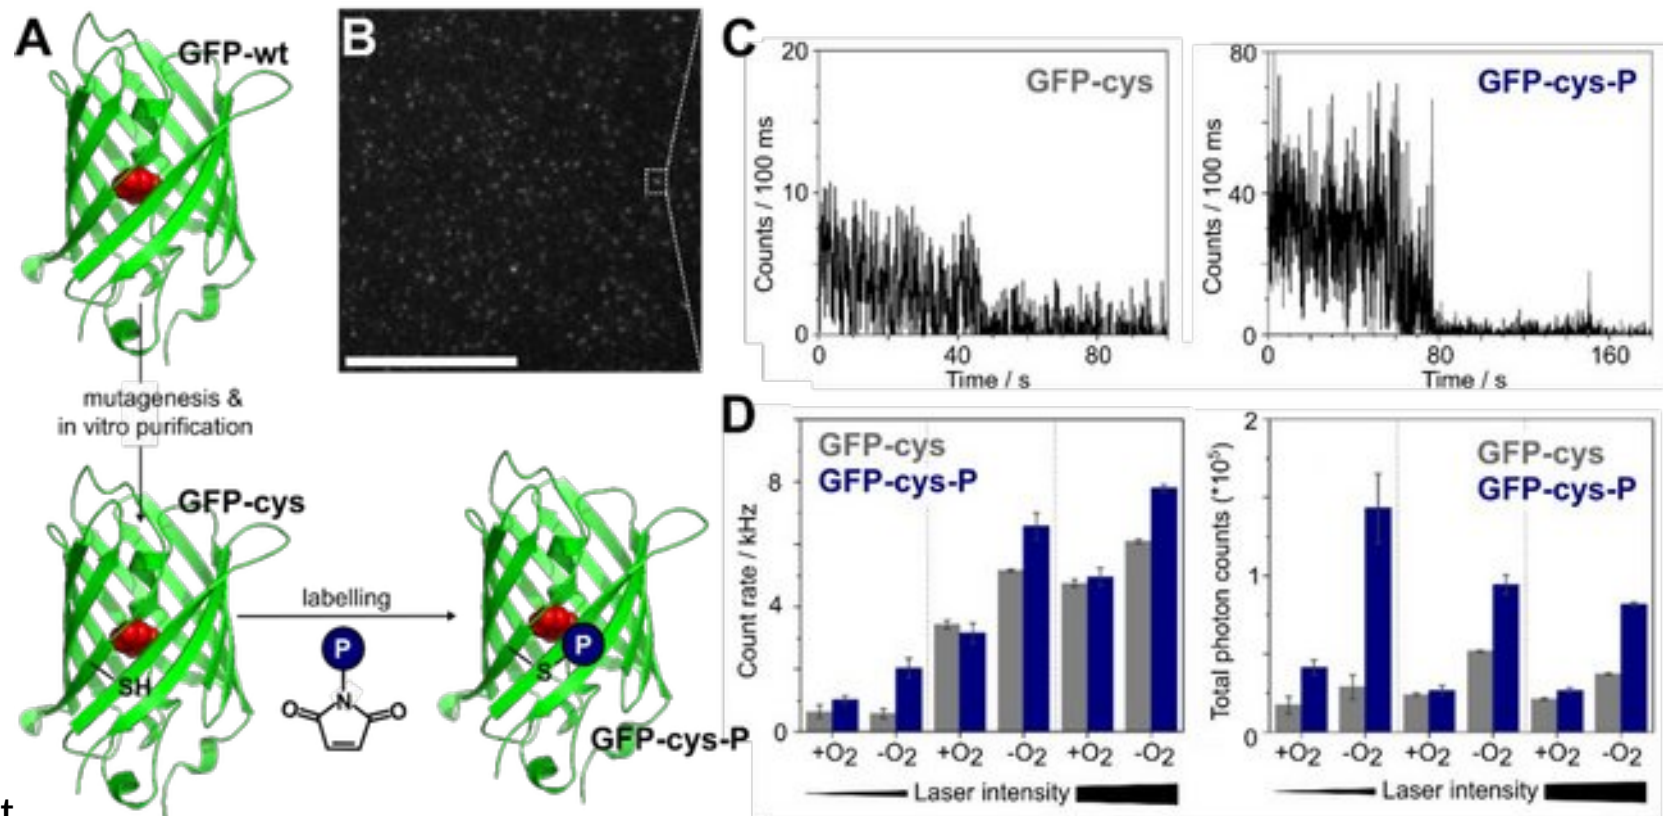 A
GFP-wt
mutagenesis &
in vitro purification
GFP-cys
SH
labelling
P
N
O
O
S
P
GFP-cys-P
t
B
C
GFP-cys
Counts / 100 ms
20
10
0
0
40
80
Time / s
GFP-cys-P
Counts / 100 ms
80
40
0
0
80
160
Time / s
D
GFP-cys
GFP-cys-P
Count rate / kHz
8
4
0
+O₂ -O₂ +O₂ -O₂ +O₂ -O₂
Laser intensity
GFP-cys
GFP-cys-P
Total photon counts (*10⁵)
2
1
0
+O₂ -O₂ +O₂ -O₂ +O₂ -O₂
Laser intensity